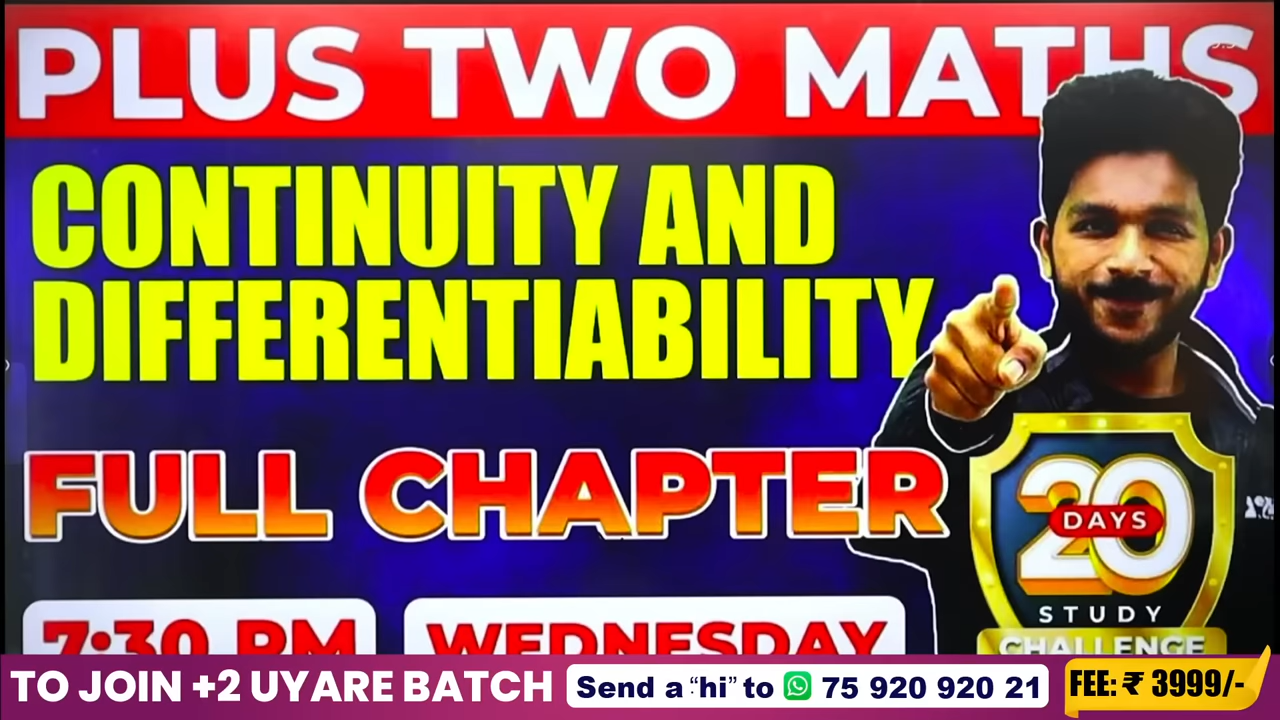 PLUS TWO MATHS
CONTINUITY AND
DIFFERENTIABILITY
FULL CHAPTER
20
DAYS
STUDY
CHALLENGE
7:30 PM
WEDNESDAY
TO JOIN +2 UYARE BATCH
Send a “hi” to 75 920 920 21
FEE: ₹ 3999/-